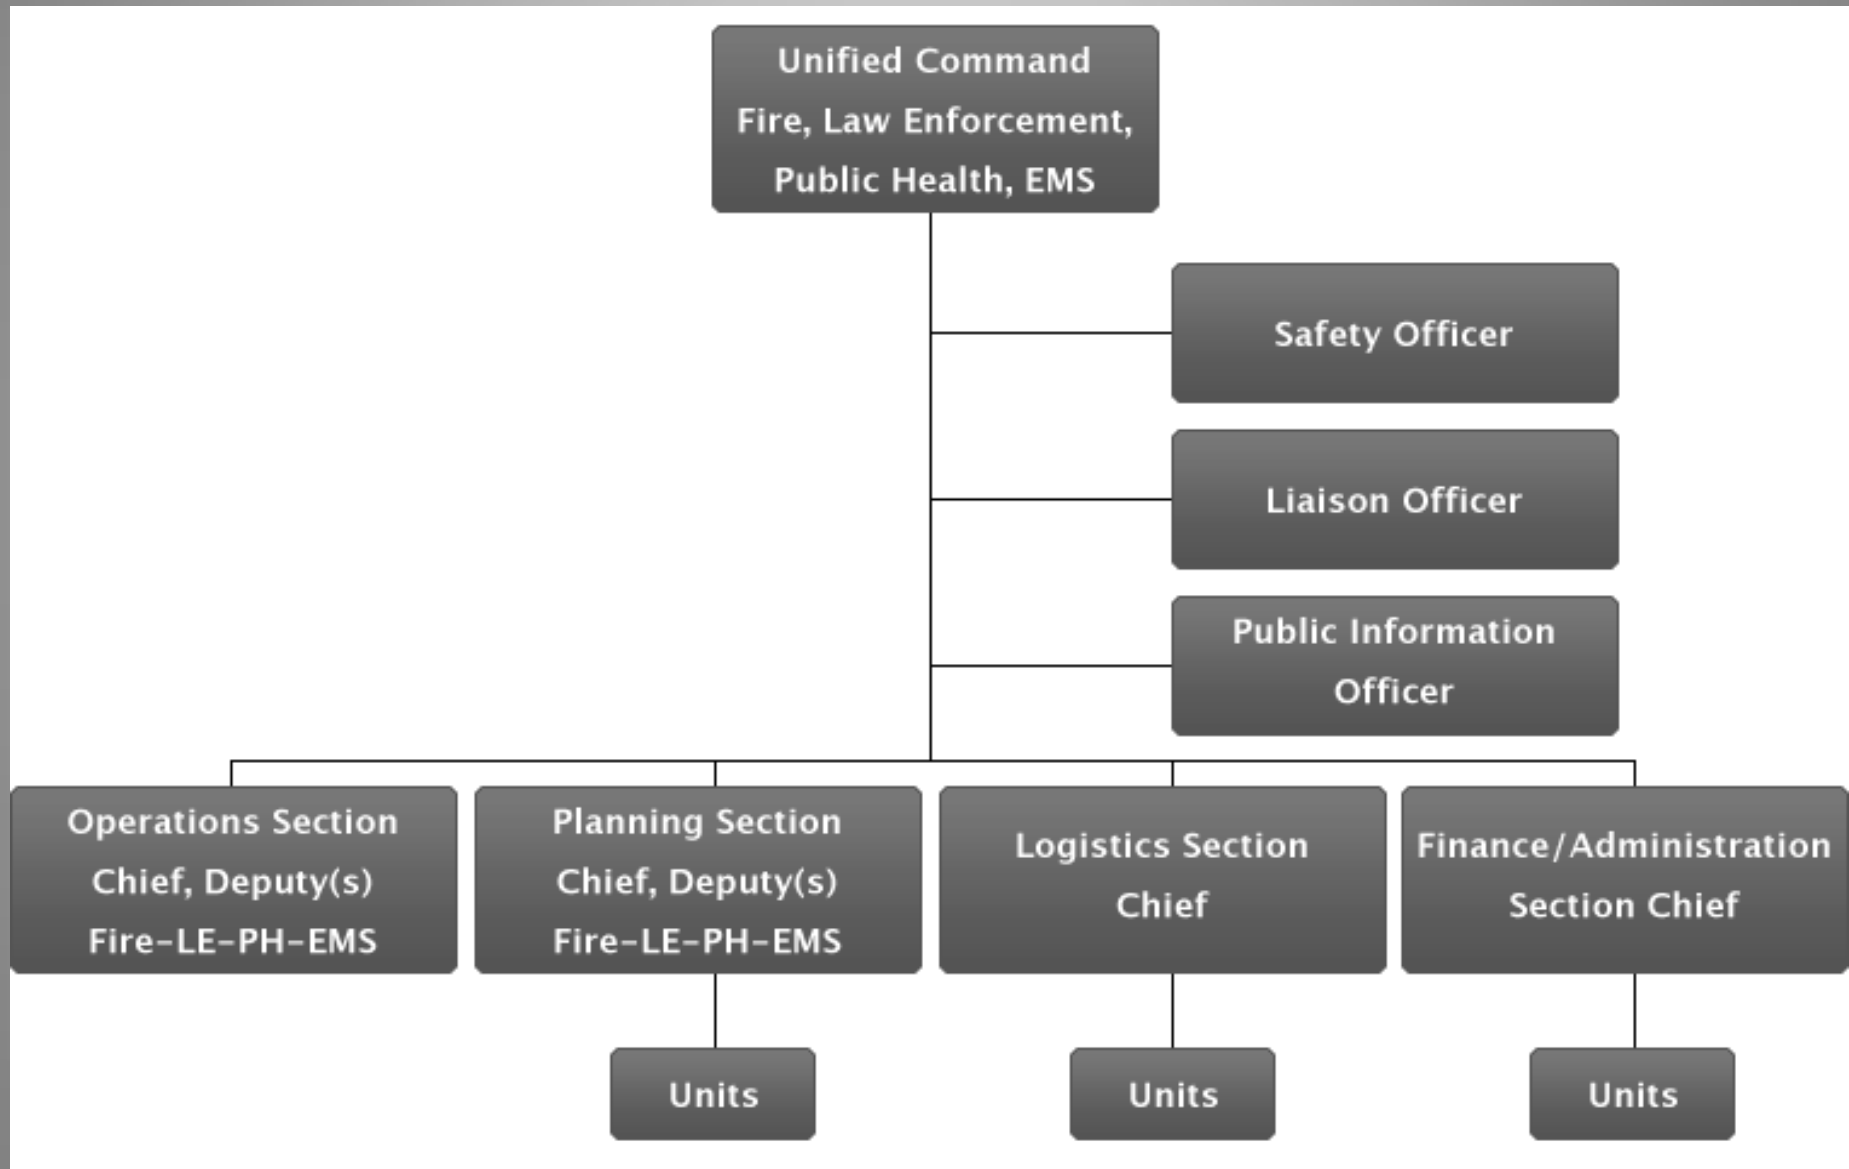 Unified Command
Fire, Law Enforcement,
Public Health, EMS
Safety Officer
Liaison Officer
Public Information
Officer
Operations Section
Chief, Deputy(s)
Fire-LE-PH-EMS
Planning Section
Chief, Deputy(s)
Fire-LE-PH-EMS
Logistics Section
Chief
Finance/Administration
Section Chief
Units
Units
Units